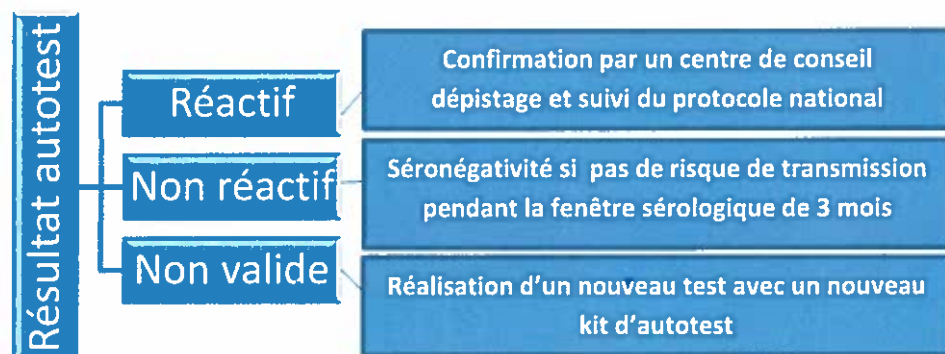 Résultat autotest
Réactif
Confirmation par un centre de conseil
dépistage et suivi du protocole national
Non réactif
Séronégativité si pas de risque de transmission
pendant la fenêtre sérologique de 3 mois
Non valide
Réalisation d'un nouveau test avec un nouveau
kit d'autotest